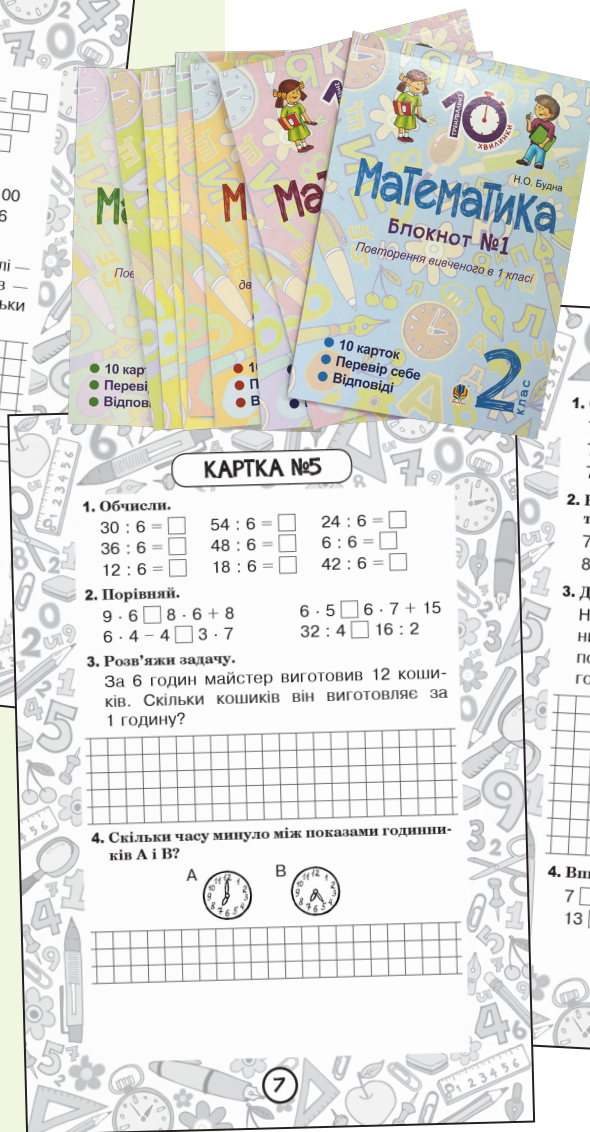 10
ТРИВАЛЬНІ
ХВИЛИНКИ
Н.О. Будна
Математика
Блокнот №1
Повторення вивченого в 1 класі
10 карток
Перевір себе
Відповіді
2 клас
КАРТКА №5
1. Обчисли.
30 : 6 = 54 : 6 = 24 : 6 =
36 : 6 = 48 : 6 = 6 : 6 =
12 : 6 = 18 : 6 = 42 : 6 =
2. Порівняй.
9 · 6 8 · 6 + 8 6 · 5 6 · 7 + 15
6 · 4 – 4 3 · 7 32 : 4 16 : 2
3. Розв’яжи задачу.
За 6 годин майстер виготовив 12 коши-
ків. Скільки кошиків він виготовляє за
1 годину?
4. Скільки часу минуло між показами годинни-
ків А і В?
А В
7